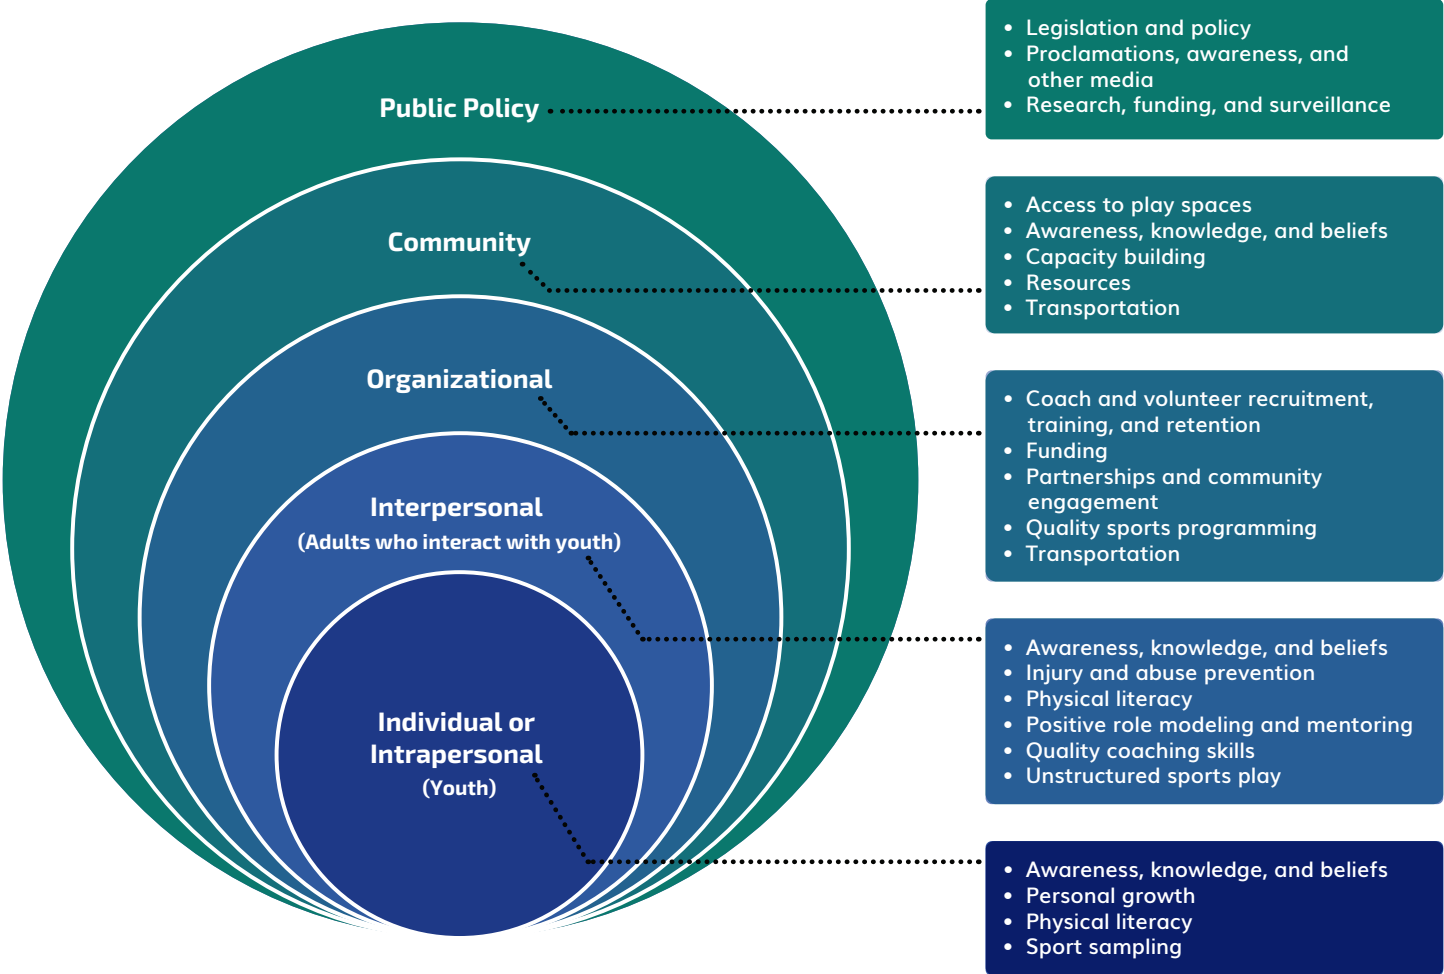 Public Policy
• Legislation and policy
• Proclamations, awareness, and
other media
• Research, funding, and surveillance
Community
• Access to play spaces
• Awareness, knowledge, and beliefs
• Capacity building
• Resources
• Transportation
Organizational
• Coach and volunteer recruitment,
training, and retention
• Funding
• Partnerships and community
engagement
• Quality sports programming
• Transportation
Interpersonal
(Adults who interact with youth)
• Awareness, knowledge, and beliefs
• Injury and abuse prevention
• Physical literacy
• Positive role modeling and mentoring
• Quality coaching skills
• Unstructured sports play
Individual or
Intrapersonal
(Youth)
• Awareness, knowledge, and beliefs
• Personal growth
• Physical literacy
• Sport sampling